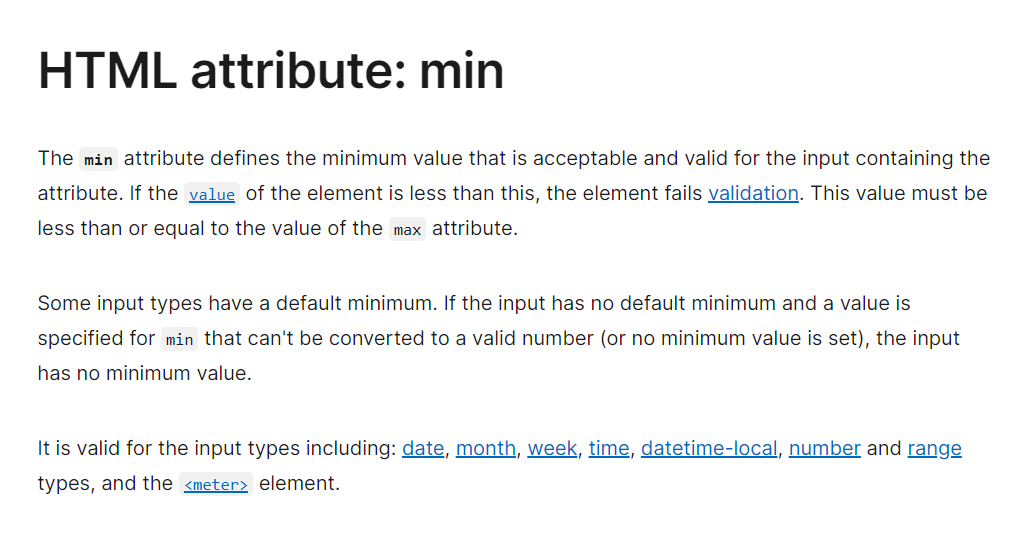 HTML attribute: min
The min attribute defines the minimum value that is acceptable and valid for the input containing the
attribute. If the value of the element is less than this, the element fails validation. This value must be
less than or equal to the value of the max attribute.
Some input types have a default minimum. If the input has no default minimum and a value is
specified for min that can't be converted to a valid number (or no minimum value is set), the input
has no minimum value.
It is valid for the input types including: date, month, week, time, datetime-local, number and range
types, and the <meter> element.